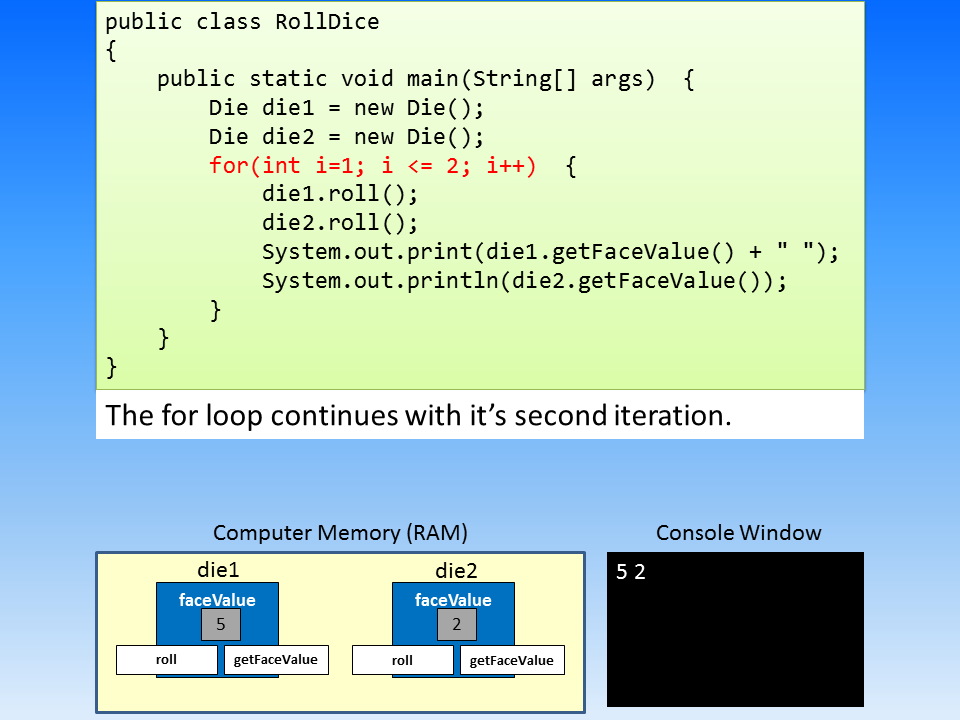 public class RollDice
{
    public static void main(String[] args)  {
        Die die1 = new Die();
        Die die2 = new Die();
        for(int i=1; i <= 2; i++)  {
            die1.roll();
            die2.roll();
            System.out.print(die1.getFaceValue() + " ");
            System.out.println(die2.getFaceValue());
        }
    }
}
The for loop continues with it’s second iteration.
Computer Memory (RAM)
die1
faceValue
5
roll
getFaceValue
die2
faceValue
2
roll
getFaceValue
Console Window
5 2